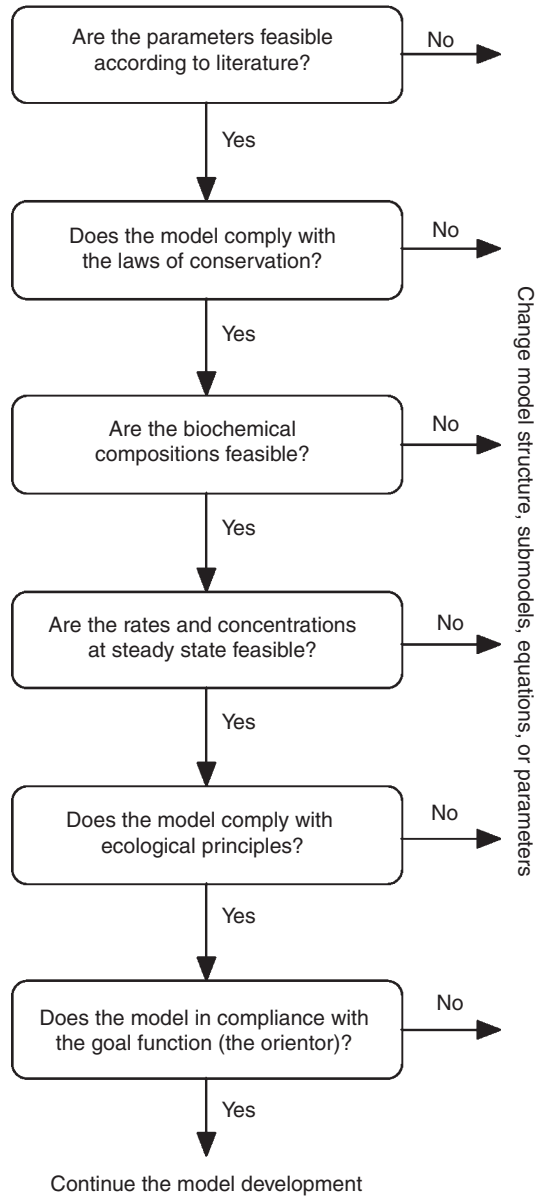 Are the parameters feasible
according to literature?
No
Yes
Does the model comply with
the laws of conservation?
No
Yes
Are the biochemical
compositions feasible?
No
Yes
Are the rates and concentrations
at steady state feasible?
No
Yes
Does the model comply with
ecological principles?
No
Yes
Does the model in compliance with
the goal function (the orientor)?
No
Yes
Continue the model development
Change model structure, submodels, equations, or parameters